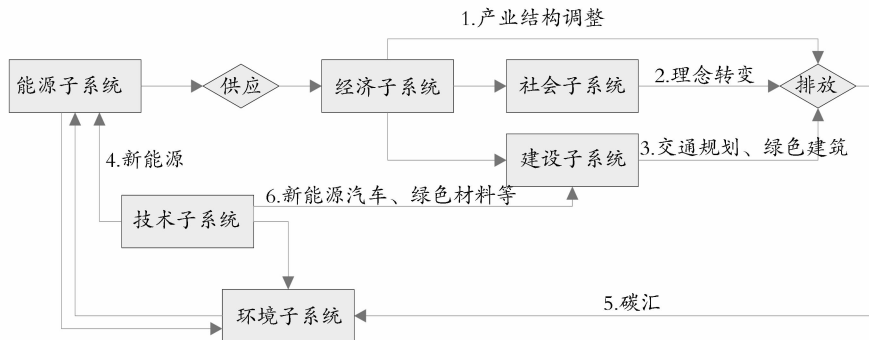 1.产业结构调整
能源子系统
供应
经济子系统
社会子系统
2.理念转变
排放
4.新能源
建设子系统
3.交通规划、绿色建筑
6.新能源汽车、绿色材料等
技术子系统
环境子系统
5.碳汇